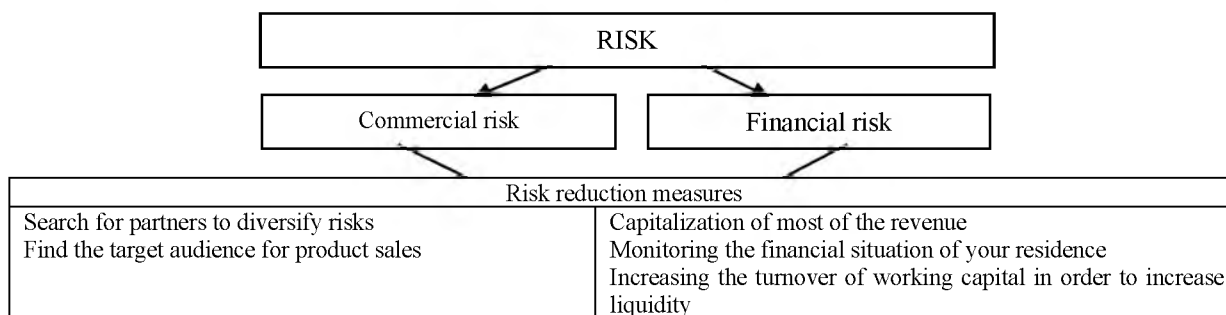 RISK
Commercial risk
Financial risk
Risk reduction measures
Search for partners to diversify risks
Find the target audience for product sales
Capitalization of most of the revenue
Monitoring the financial situation of your residence
Increasing the turnover of working capital in order to increase
liquidity